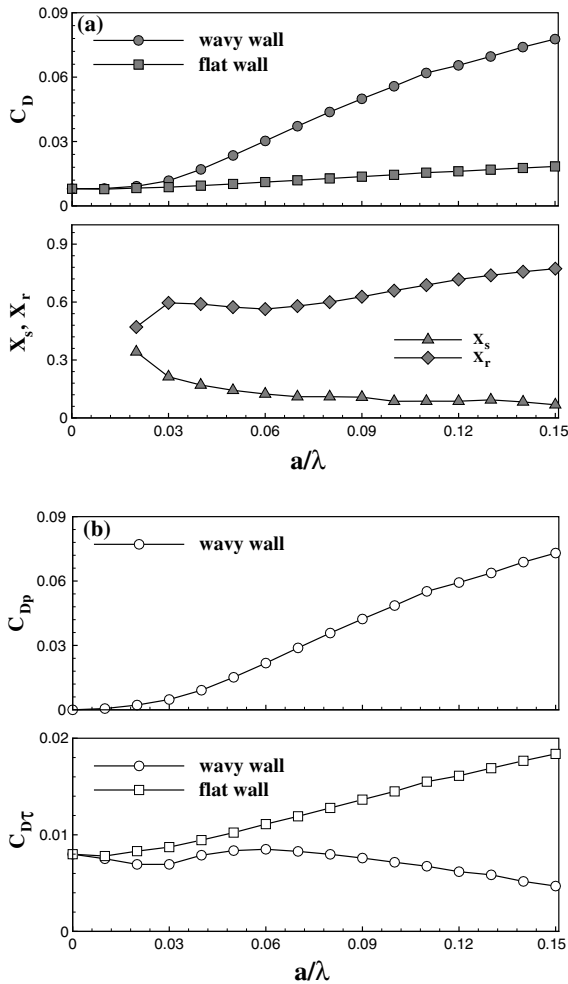 (a)
0.09
wavy wall
flat wall
0.06
C_D
0.03
0
0.9
0.6
X_s, X_r
0.3
X_s
X_r
0
0 0.03 0.06 0.09 0.12 0.15
a/λ
(b)
0.09
wavy wall
0.06
C_Dp
0.03
0
0.02
wavy wall
flat wall
C_Dτ
0.01
0
0 0.03 0.06 0.09 0.12 0.15
a/λ